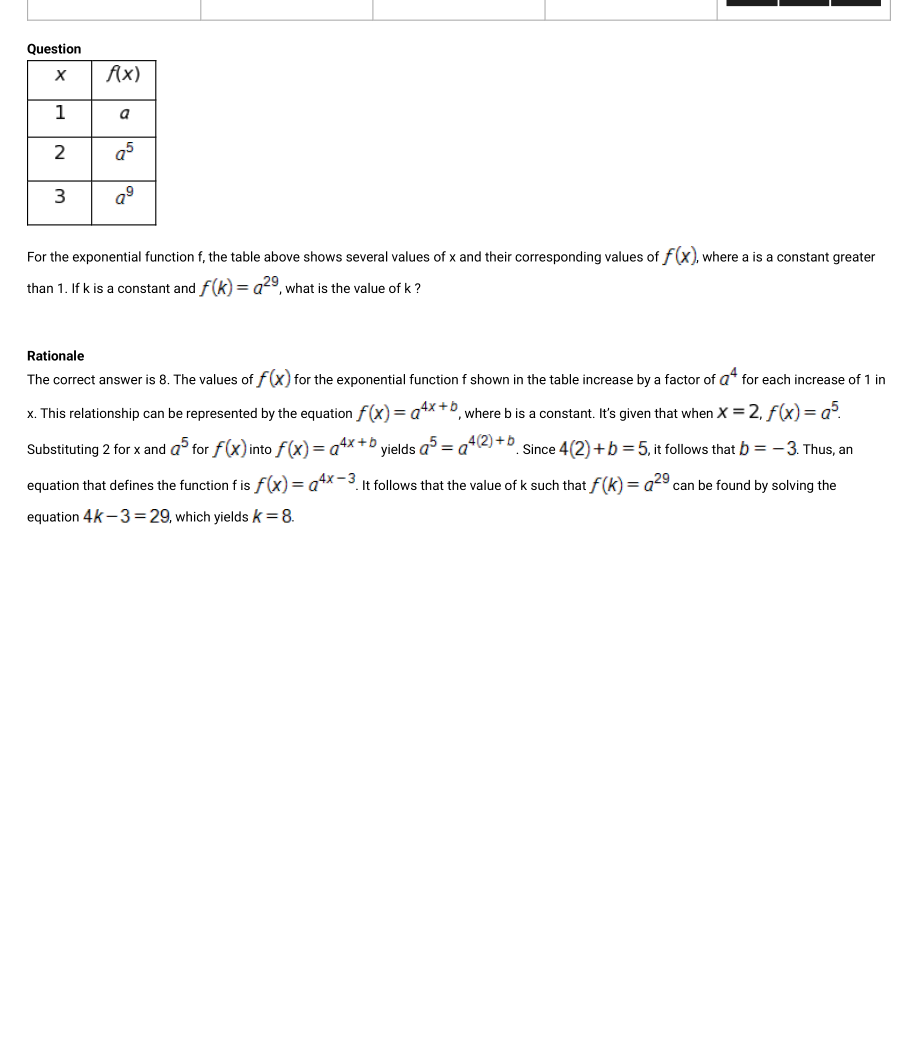 Question
x f(x)
1 a
2 a⁵
3 a⁹
For the exponential function f, the table above shows several values of x and their corresponding values of f(x), where a is a constant greater
than 1. If k is a constant and f(k) = a²⁹, what is the value of k ?
Rationale
The correct answer is 8. The values of f(x) for the exponential function f shown in the table increase by a factor of a⁴ for each increase of 1 in
x. This relationship can be represented by the equation f(x) = a⁴ˣ⁺ᵇ, where b is a constant. It’s given that when x = 2, f(x) = a⁵.
Substituting 2 for x and a⁵ for f(x) into f(x) = a⁴ˣ⁺ᵇ yields a⁵ = a⁴⁽²⁾⁺ᵇ. Since 4(2) + b = 5, it follows that b = −3. Thus, an
equation that defines the function f is f(x) = a⁴ˣ⁻³. It follows that the value of k such that f(k) = a²⁹ can be found by solving the
equation 4k − 3 = 29, which yields k = 8.